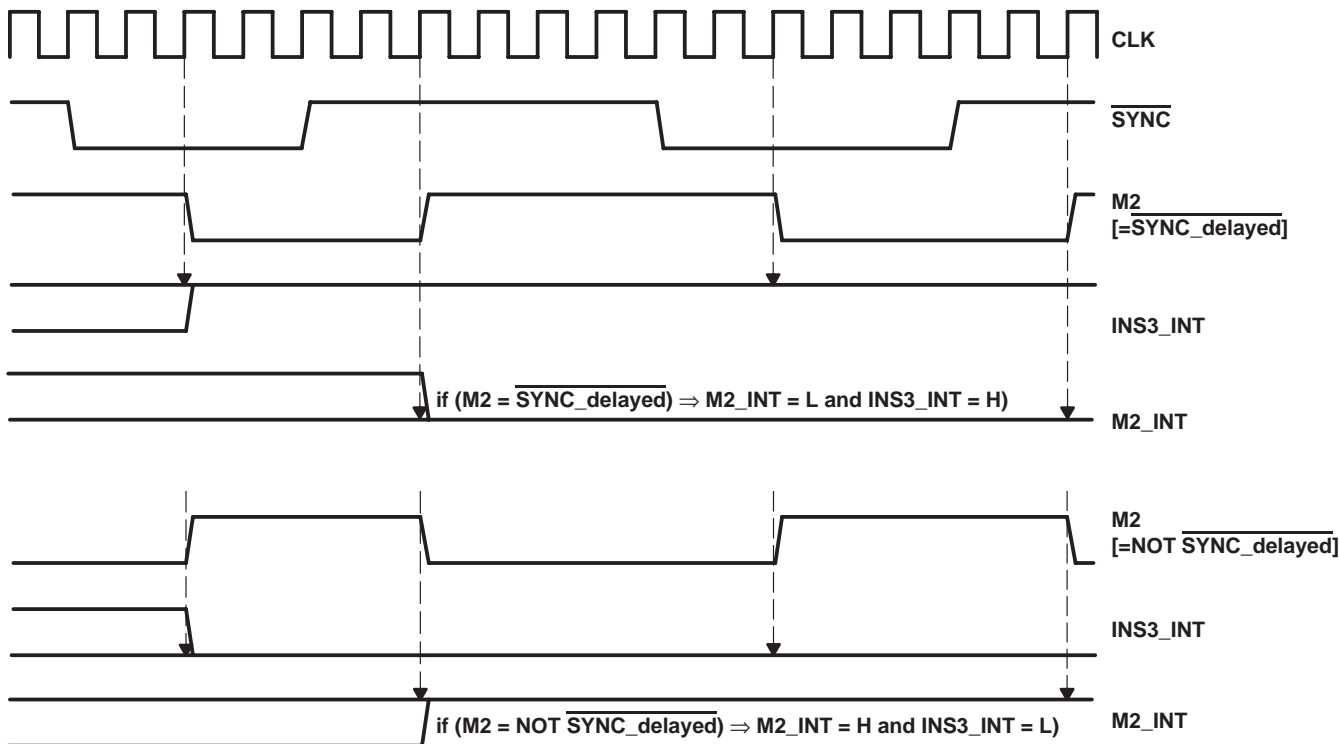 CLK
SYNC
M2
[=SYNC_delayed]
INS3_INT
if (M2 = SYNC_delayed) ⇒ M2_INT = L and INS3_INT = H)
M2_INT
M2
[=NOT SYNC_delayed]
INS3_INT
if (M2 = NOT SYNC_delayed) ⇒ M2_INT = H and INS3_INT = L)
M2_INT